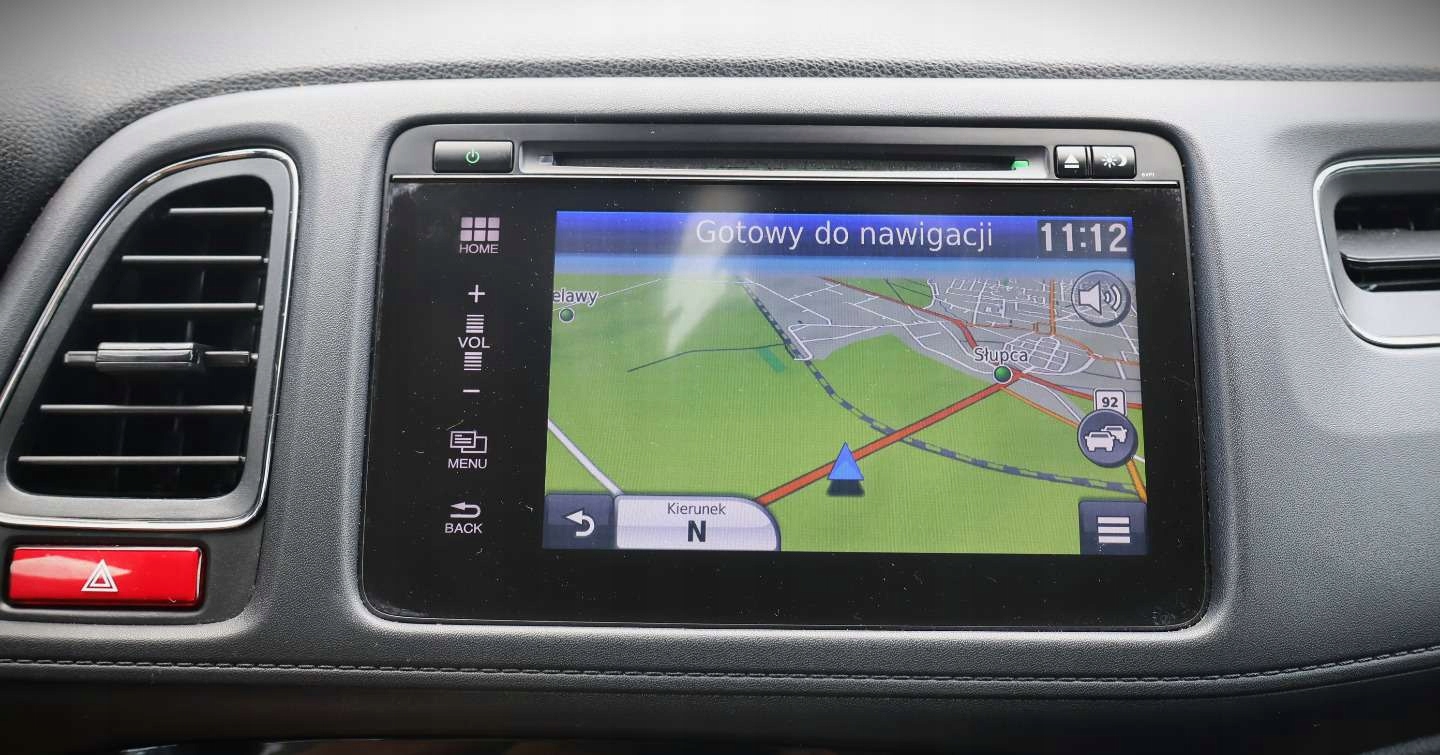 HOME
+
VOL
−
MENU
BACK
Gotowy do nawigacji
11:12
elawy
Słupca
92
Kierunek
N